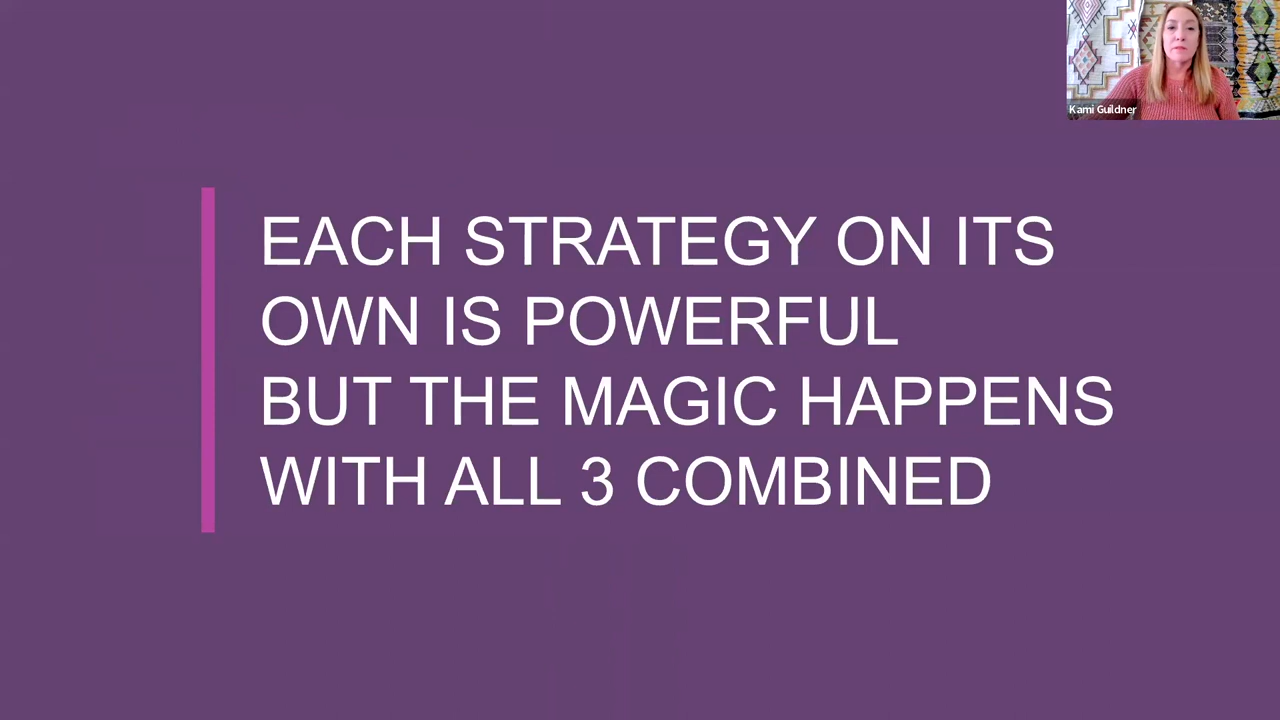 Kami Guildner
EACH STRATEGY ON ITS
OWN IS POWERFUL
BUT THE MAGIC HAPPENS
WITH ALL 3 COMBINED